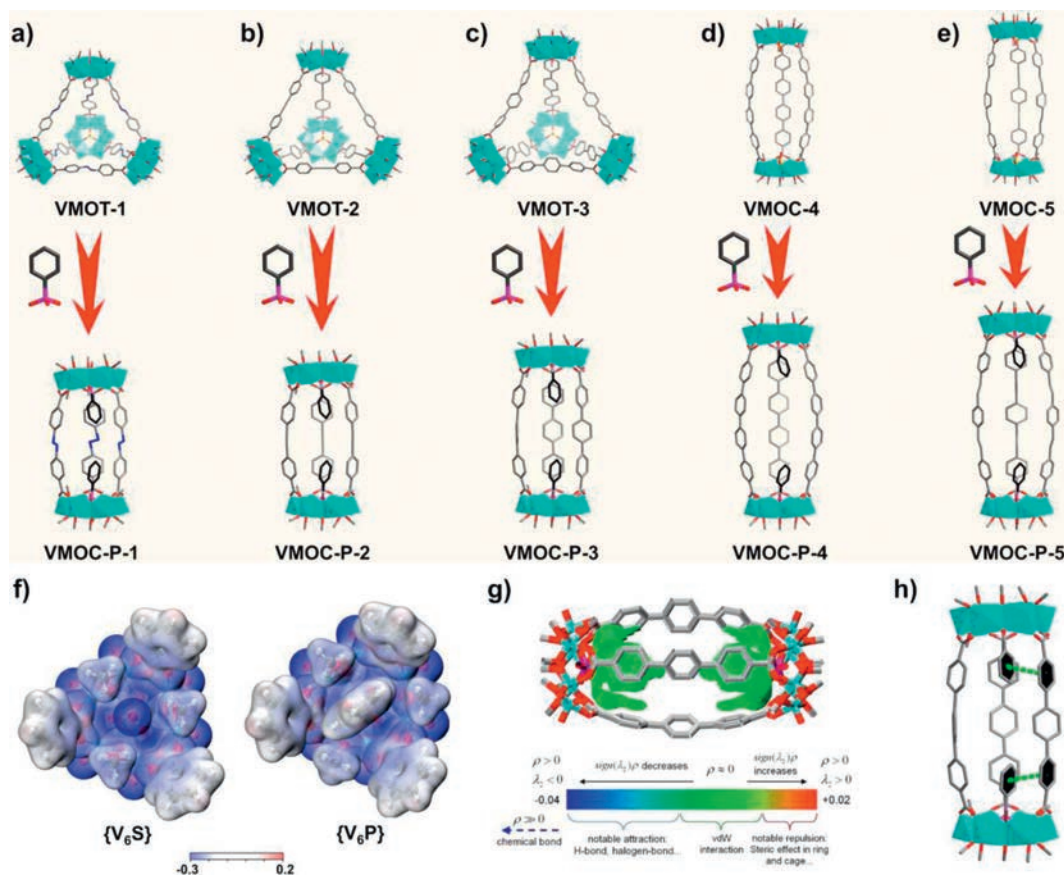 a)
b)
c)
d)
e)
VMOT-1
VMOT-2
VMOT-3
VMOC-4
VMOC-5
VMOC-P-1
VMOC-P-2
VMOC-P-3
VMOC-P-4
VMOC-P-5
f)
{V₆S}
{V₆P}
-0.3
0.2
g)
ρ > 0
λ₂ < 0
sign(λ₂)ρ decreases
ρ ≈ 0
sign(λ₂)ρ
increases
ρ > 0
λ₂ > 0
-0.04
+0.02
ρ ≫ 0
chemical bond
notable attraction:
H-bond, halogen-bond...
vdW
interaction
notable repulsion:
Steric effect in ring
and cage...
h)